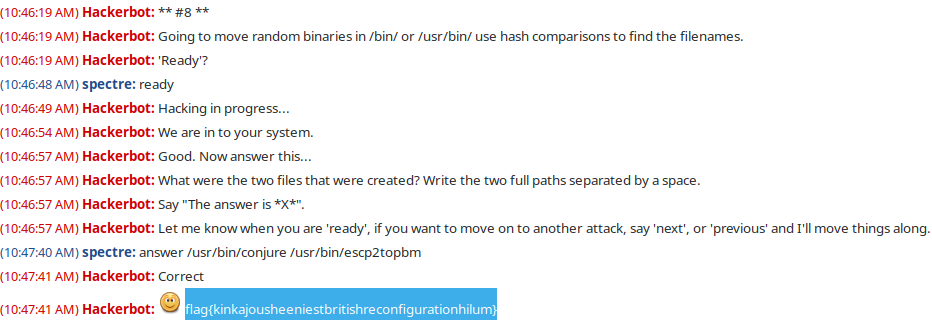 (10:46:19 AM) Hackerbot: ** #8 **
(10:46:19 AM) Hackerbot: Going to move random binaries in /bin/ or /usr/bin/ use hash comparisons to find the filenames.
(10:46:19 AM) Hackerbot: 'Ready'?
(10:46:48 AM) spectre: ready
(10:46:49 AM) Hackerbot: Hacking in progress...
(10:46:54 AM) Hackerbot: We are in to your system.
(10:46:57 AM) Hackerbot: Good. Now answer this...
(10:46:57 AM) Hackerbot: What were the two files that were created? Write the two full paths separated by a space.
(10:46:57 AM) Hackerbot: Say "The answer is *X*".
(10:46:57 AM) Hackerbot: Let me know when you are 'ready', if you want to move on to another attack, say 'next', or 'previous' and I'll move things along.
(10:47:40 AM) spectre: answer /usr/bin/conjure /usr/bin/escp2topbm
(10:47:41 AM) Hackerbot: Correct
(10:47:41 AM) Hackerbot: flag{kinkajousheeniestbritishreconfigurationhilum}